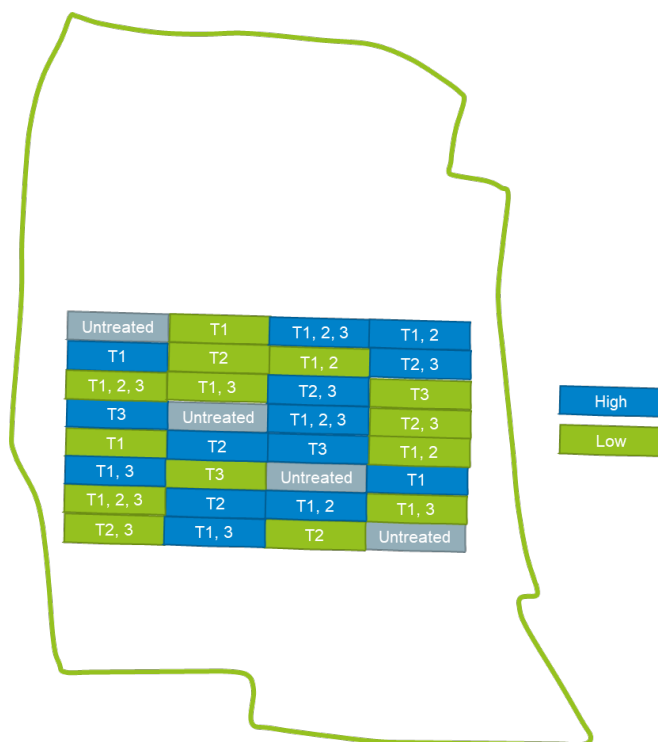 Untreated T1 T1, 2, 3 T1, 2
T1 T2 T1, 2 T2, 3
T1, 2, 3 T1, 3 T2, 3 T3
T3 Untreated T1, 2, 3 T2, 3
T1 T2 T3 T1, 2
T1, 3 T3 Untreated T1
T1, 2, 3 T2 T1, 2 T1, 3
T2, 3 T1, 3 T2 Untreated
High
Low